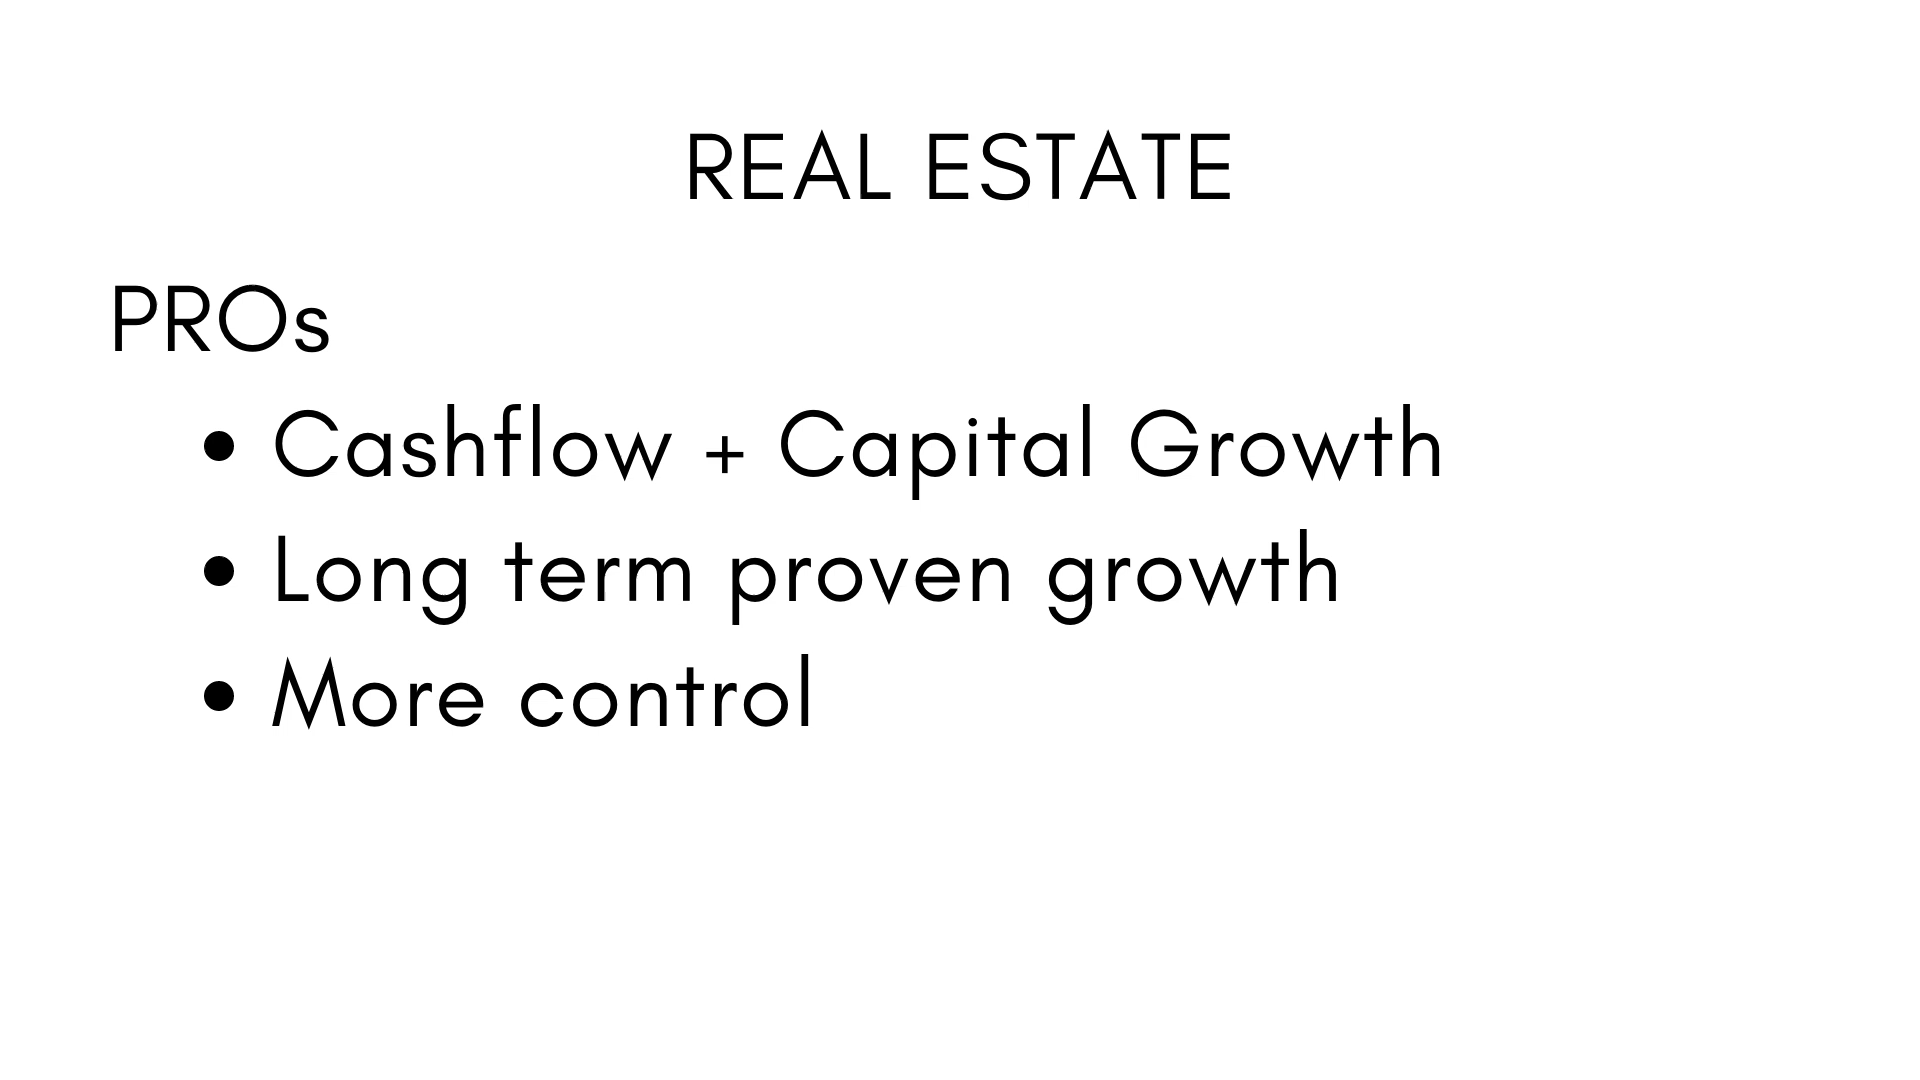 REAL ESTATE
PROs
• Cashflow + Capital Growth
• Long term proven growth
• More control